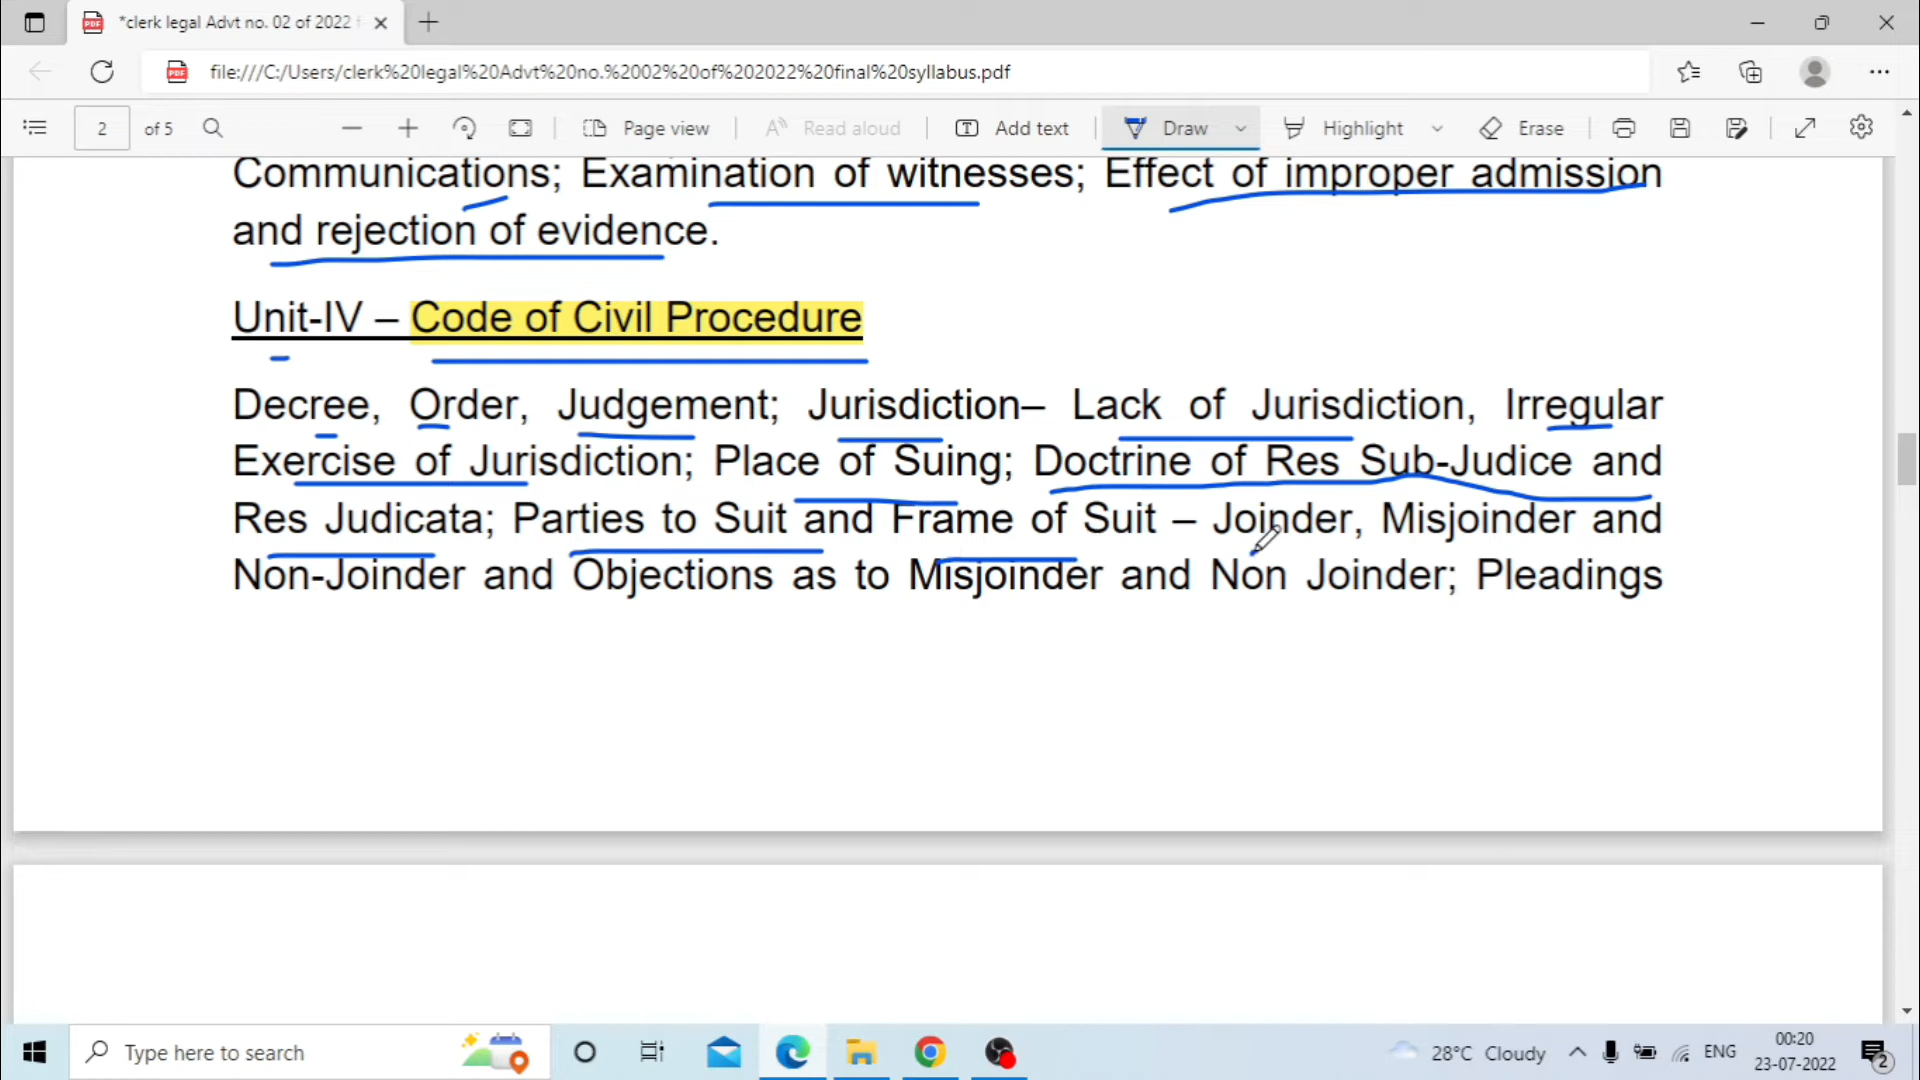 *clerk legal Advt no. 02 of 2022 f
file:///C:/Users/clerk%20legal%20Advt%20no.%2002%20of%202022%20final%20syllabus.pdf
2 of 5 Page view Read aloud Add text Draw Highlight Erase
Communications; Examination of witnesses; Effect of improper admission
and rejection of evidence.
Unit-IV – Code of Civil Procedure
Decree, Order, Judgement; Jurisdiction– Lack of Jurisdiction, Irregular
Exercise of Jurisdiction; Place of Suing; Doctrine of Res Sub-Judice and
Res Judicata; Parties to Suit and Frame of Suit – Joinder, Misjoinder and
Non-Joinder and Objections as to Misjoinder and Non Joinder; Pleadings
Type here to search
28°C Cloudy
ENG
00:20
23-07-2022
2